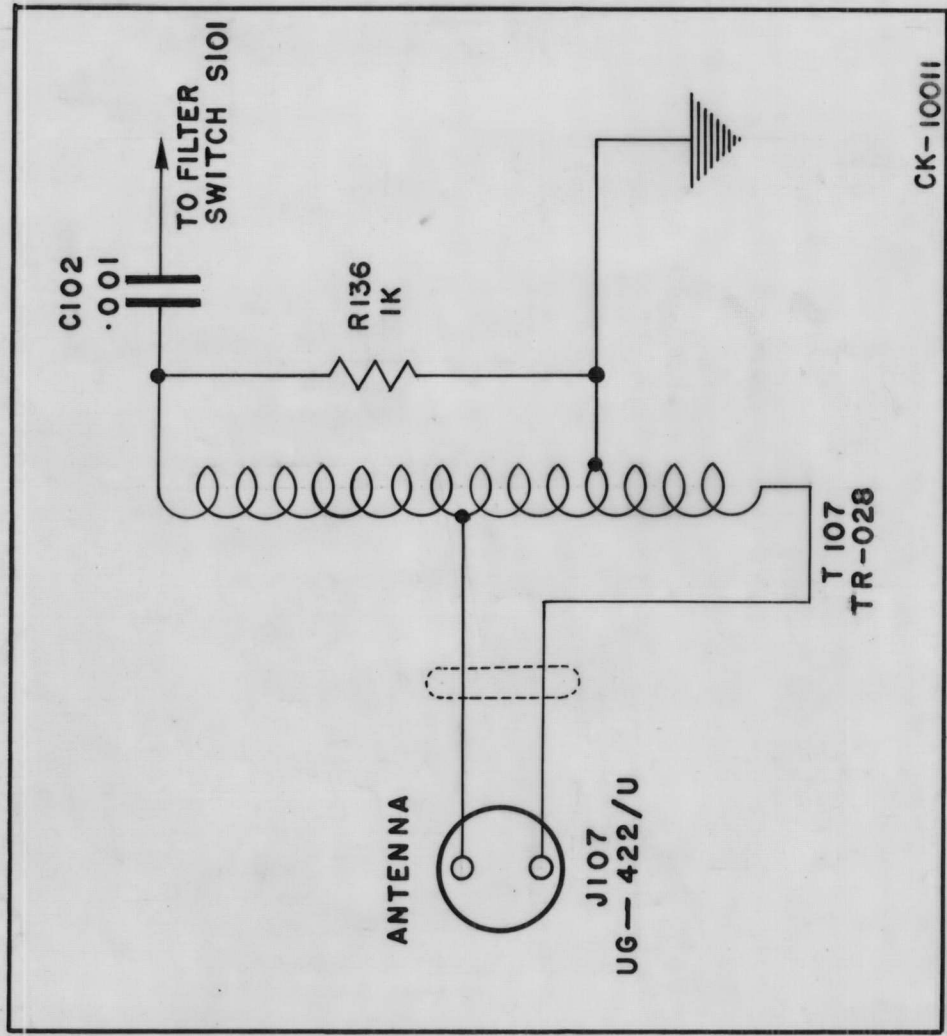 C102
.001
TO FILTER
SWITCH S101
R136
1K
ANTENNA
J107
UG-422/U
T 107
TR-028
CK-10011